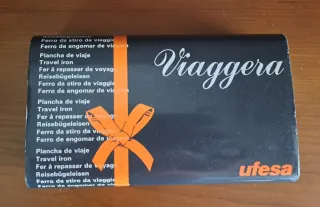 Ferro da stiro da viaggio
Ferro de engomar de viagem
Plancha de viaje
Travel iron
Fer à repasser de voyage
Reisebügeleisen
Ferro da stiro da viaggio
Ferro de engomar de viagem
Plancha de viaje
Travel iron
Fer à repasser de voyage
Reisebügeleisen
Ferro da stiro da viaggio
Ferro de engomar de
Plancha de viaje
Travel iron
Fer à repasser de voyage
Reisebügeleisen
Ferro da stiro da viaggio
Viaggera
ufesa